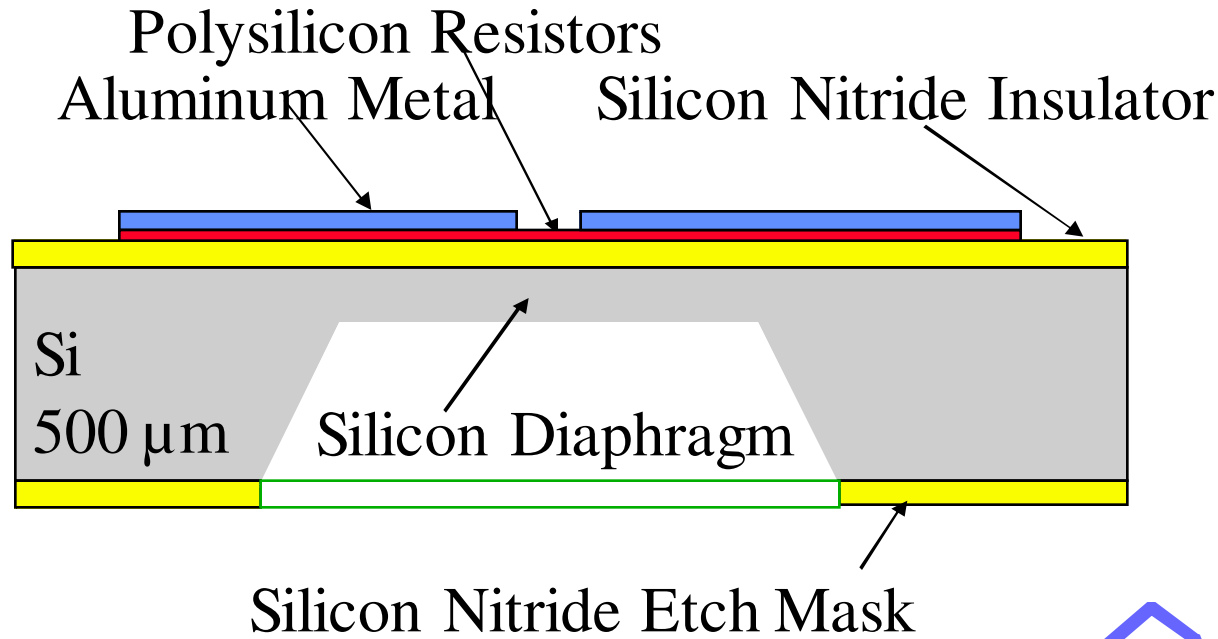 Polysilicon Resistors
Aluminum Metal
Silicon Nitride Insulator
Si
500 µm
Silicon Diaphragm
Silicon Nitride Etch Mask